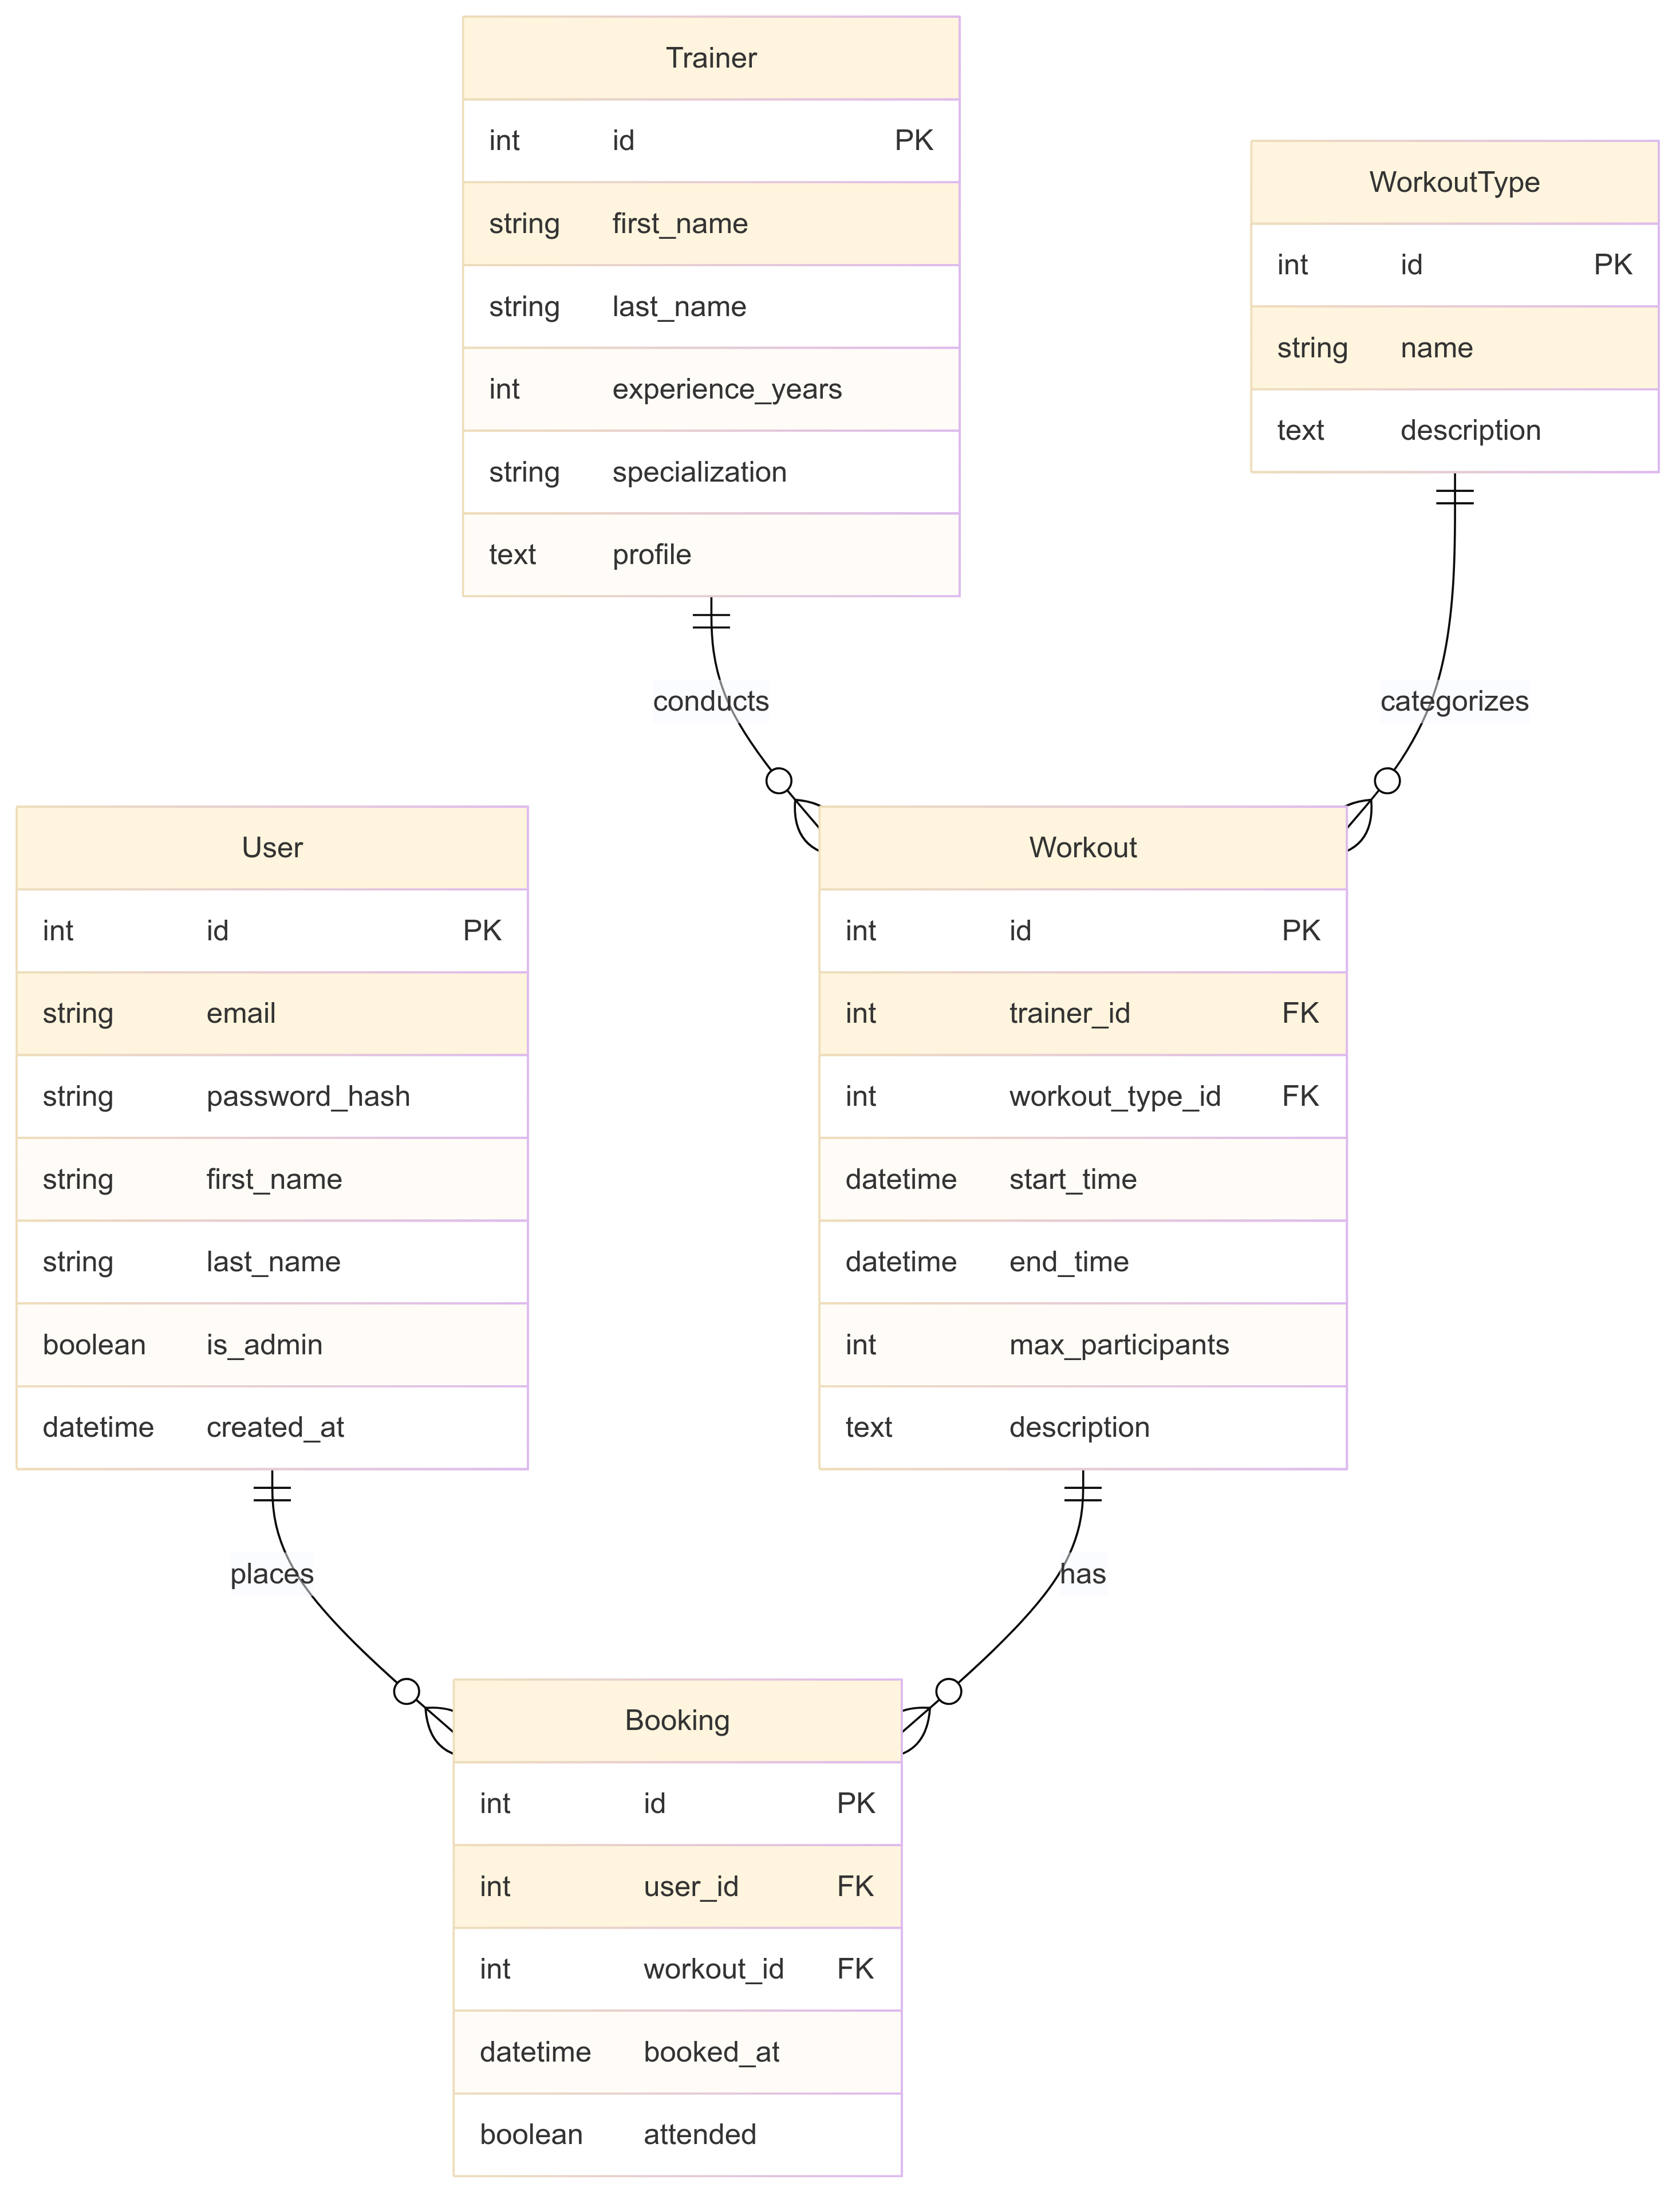 Trainer
int id PK
string first_name
string last_name
int experience_years
string specialization
text profile
WorkoutType
int id PK
string name
text description
conducts
categorizes
User
int id PK
string email
string password_hash
string first_name
string last_name
boolean is_admin
datetime created_at
Workout
int id PK
int trainer_id FK
int workout_type_id FK
datetime start_time
datetime end_time
int max_participants
text description
places
has
Booking
int id PK
int user_id FK
int workout_id FK
datetime booked_at
boolean attended